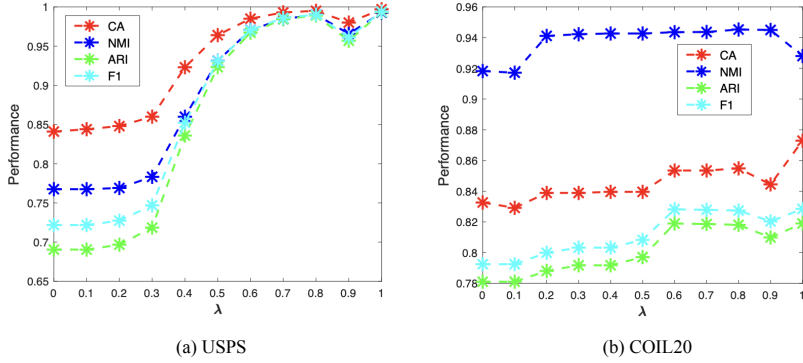 1
0.95
0.9
0.85
0.8
0.75
0.7
0.65
Performance
CA
NMI
ARI
F1
0 0.1 0.2 0.3 0.4 0.5 0.6 0.7 0.8 0.9 1
λ
(a) USPS
0.96
0.94
0.92
0.9
0.88
0.86
0.84
0.82
0.8
0.78
Performance
CA
NMI
ARI
F1
0 0.1 0.2 0.3 0.4 0.5 0.6 0.7 0.8 0.9 1
λ
(b) COIL20